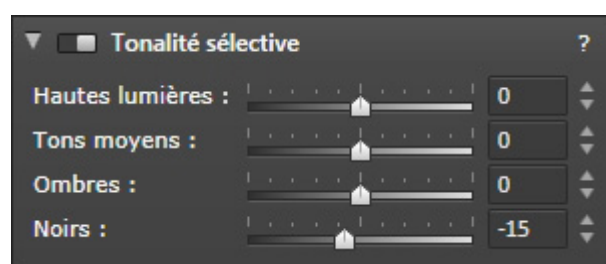 Tonalité sélective ?
Hautes lumières : 0
Tons moyens : 0
Ombres : 0
Noirs : -15